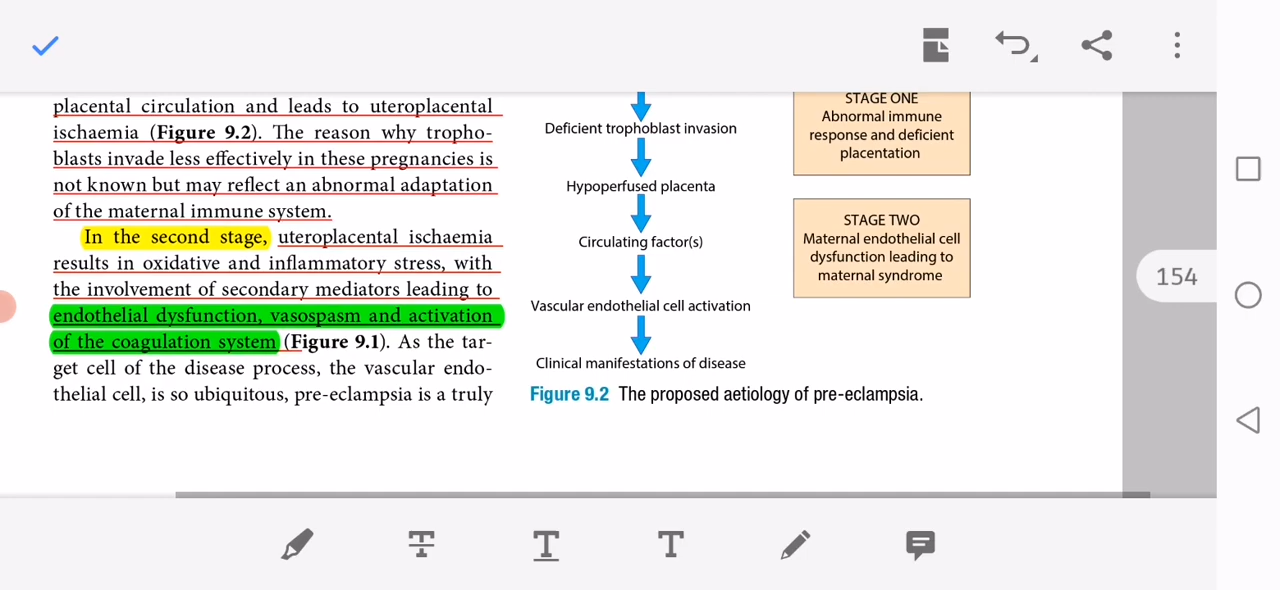 placental circulation and leads to uteroplacental
ischaemia (Figure 9.2). The reason why tropho-
blasts invade less effectively in these pregnancies is
not known but may reflect an abnormal adaptation
of the maternal immune system.
In the second stage, uteroplacental ischaemia
results in oxidative and inflammatory stress, with
the involvement of secondary mediators leading to
endothelial dysfunction, vasospasm and activation
of the coagulation system (Figure 9.1). As the tar-
get cell of the disease process, the vascular endo-
thelial cell, is so ubiquitous, pre-eclampsia is a truly
Deficient trophoblast invasion
Hypoperfused placenta
Circulating factor(s)
Vascular endothelial cell activation
Clinical manifestations of disease
STAGE ONE
Abnormal immune
response and deficient
placentation
STAGE TWO
Maternal endothelial cell
dysfunction leading to
maternal syndrome
Figure 9.2 The proposed aetiology of pre-eclampsia.
154
T
T
T